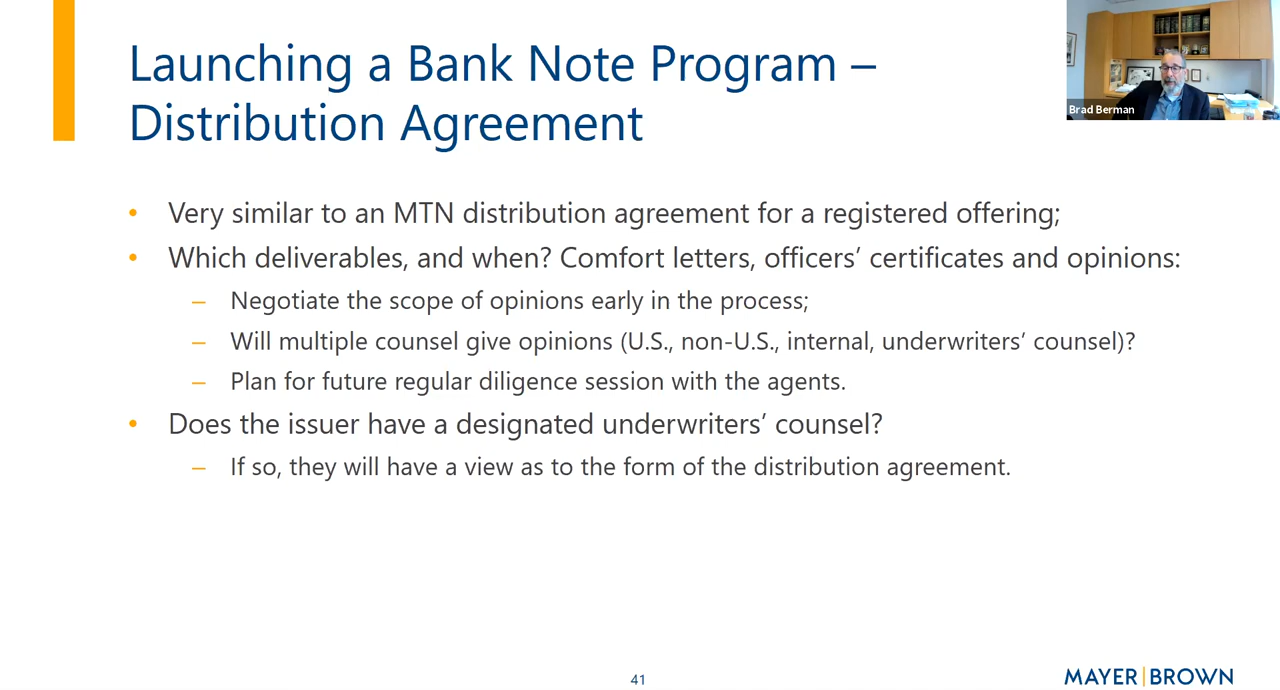 Launching a Bank Note Program –
Distribution Agreement
Brad Berman
• Very similar to an MTN distribution agreement for a registered offering;
• Which deliverables, and when? Comfort letters, officers’ certificates and opinions:
– Negotiate the scope of opinions early in the process;
– Will multiple counsel give opinions (U.S., non-U.S., internal, underwriters’ counsel)?
– Plan for future regular diligence session with the agents.
• Does the issuer have a designated underwriters’ counsel?
– If so, they will have a view as to the form of the distribution agreement.
41
MAYER|BROWN